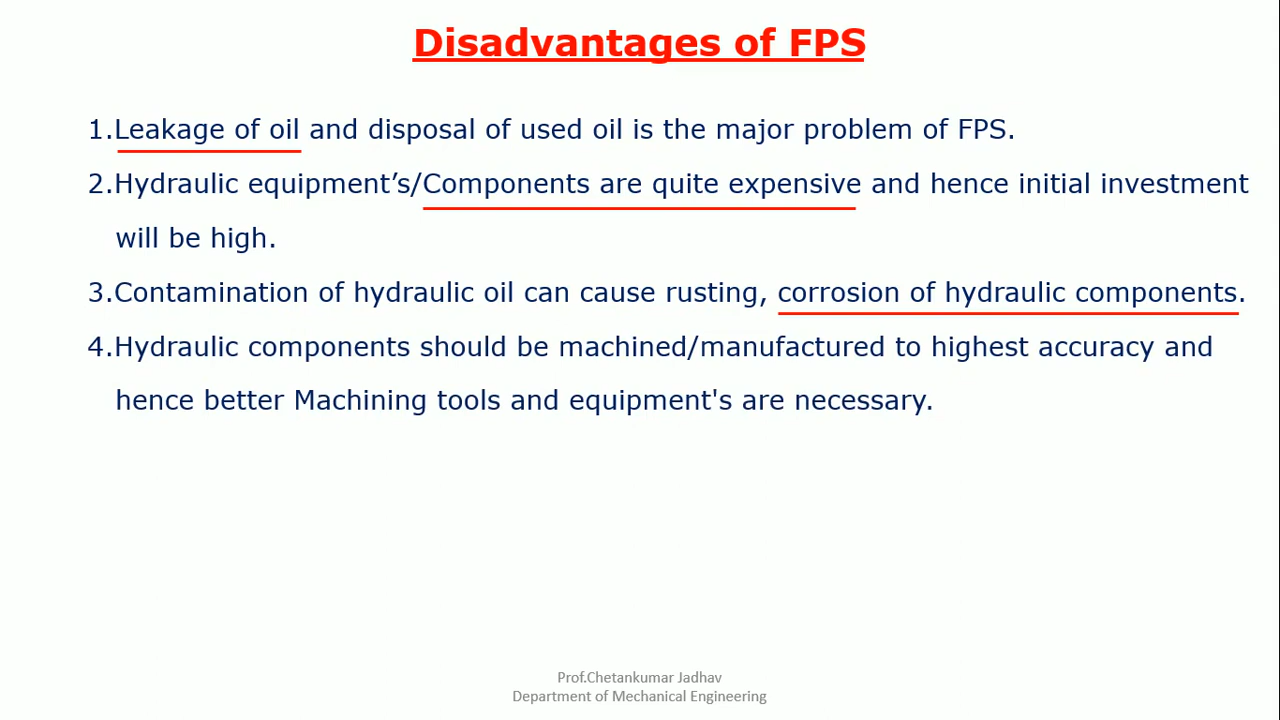 Disadvantages of FPS
1.Leakage of oil and disposal of used oil is the major problem of FPS.
2.Hydraulic equipment’s/Components are quite expensive and hence initial investment
will be high.
3.Contamination of hydraulic oil can cause rusting, corrosion of hydraulic components.
4.Hydraulic components should be machined/manufactured to highest accuracy and
hence better Machining tools and equipment's are necessary.
Prof.Chetankumar Jadhav
Department of Mechanical Engineering